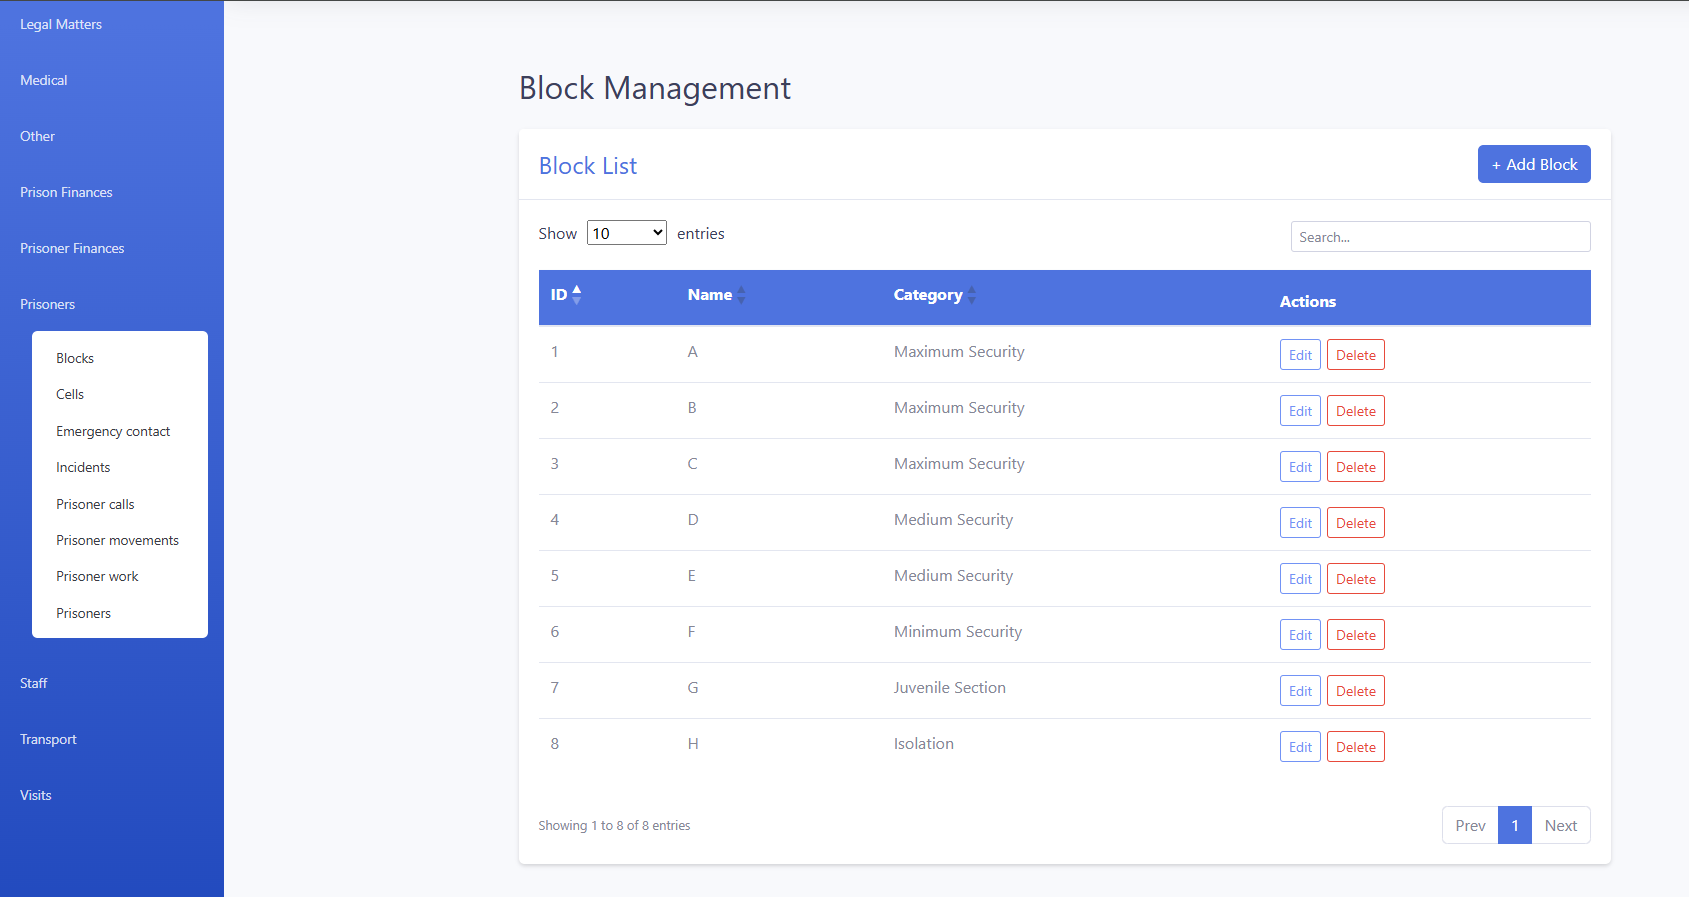 Legal Matters
Medical
Other
Prison Finances
Prisoner Finances
Prisoners
Blocks
Cells
Emergency contact
Incidents
Prisoner calls
Prisoner movements
Prisoner work
Prisoners
Staff
Transport
Visits
Block Management
Block List
+ Add Block
Show 10 entries
Search...
ID Name Category Actions
1 A Maximum Security Edit Delete
2 B Maximum Security Edit Delete
3 C Maximum Security Edit Delete
4 D Medium Security Edit Delete
5 E Medium Security Edit Delete
6 F Minimum Security Edit Delete
7 G Juvenile Section Edit Delete
8 H Isolation Edit Delete
Showing 1 to 8 of 8 entries
Prev 1 Next